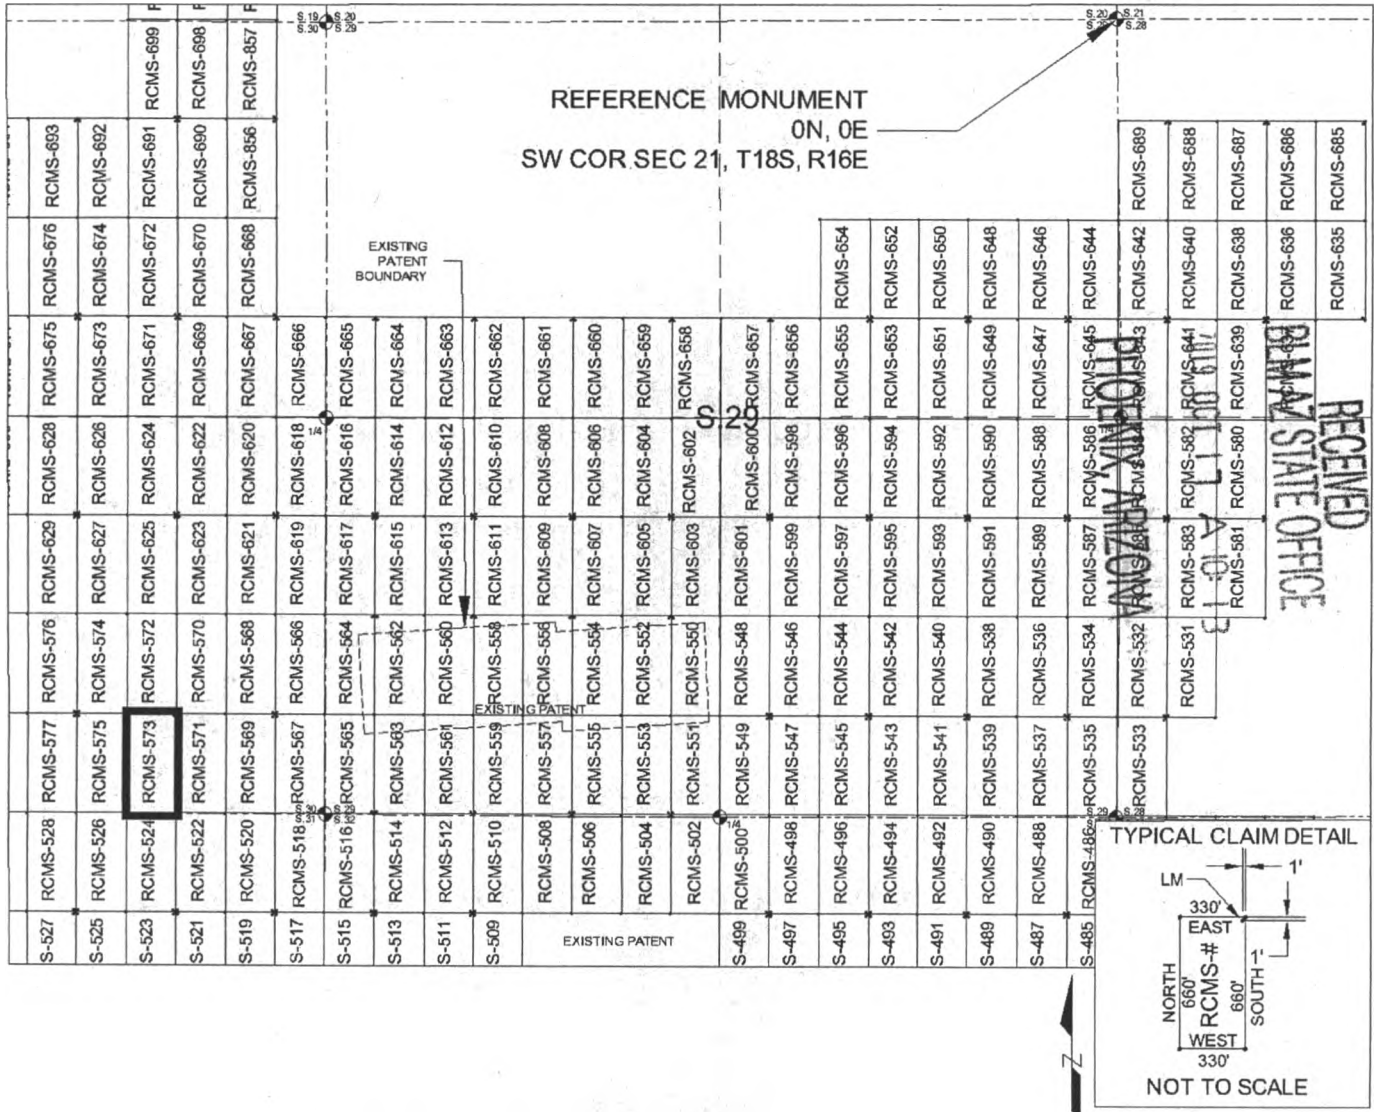 S.19 S.20
S.30 S.29
S.20 S.21
S.28
REFERENCE MONUMENT
0N, 0E
SW COR SEC 21, T18S, R16E
EXISTING
PATENT
BOUNDARY
RCMS-699 RCMS-698 RCMS-857
RCMS-693 RCMS-692 RCMS-691 RCMS-690 RCMS-856 RCMS-689 RCMS-688 RCMS-687 RCMS-686 RCMS-685
RCMS-676 RCMS-674 RCMS-672 RCMS-670 RCMS-668 RCMS-654 RCMS-652 RCMS-650 RCMS-648 RCMS-646 RCMS-644 RCMS-642 RCMS-640 RCMS-638 RCMS-636 RCMS-635
RCMS-675 RCMS-673 RCMS-671 RCMS-669 RCMS-667 RCMS-666 RCMS-665 RCMS-664 RCMS-663 RCMS-662 RCMS-661 RCMS-660 RCMS-659 RCMS-658 RCMS-657 RCMS-656 RCMS-655 RCMS-653 RCMS-651 RCMS-649 RCMS-647 RCMS-645 RCMS-643 RCMS-641 RCMS-639
S.29
1/4
RCMS-628 RCMS-626 RCMS-624 RCMS-622 RCMS-620 RCMS-618 RCMS-616 RCMS-614 RCMS-612 RCMS-610 RCMS-608 RCMS-606 RCMS-604 RCMS-602 RCMS-600 RCMS-598 RCMS-596 RCMS-594 RCMS-592 RCMS-590 RCMS-588 RCMS-586 RCMS-582 RCMS-580
RCMS-629 RCMS-627 RCMS-625 RCMS-623 RCMS-621 RCMS-619 RCMS-617 RCMS-615 RCMS-613 RCMS-611 RCMS-609 RCMS-607 RCMS-605 RCMS-603 RCMS-601 RCMS-599 RCMS-597 RCMS-595 RCMS-593 RCMS-591 RCMS-589 RCMS-587 RCMS-583 RCMS-581
RCMS-576 RCMS-574 RCMS-572 RCMS-570 RCMS-568 RCMS-566 RCMS-564 RCMS-562 RCMS-560 RCMS-558 RCMS-556 RCMS-554 RCMS-552 RCMS-550 RCMS-548 RCMS-546 RCMS-544 RCMS-542 RCMS-540 RCMS-538 RCMS-536 RCMS-534 RCMS-532 RCMS-531
EXISTING PATENT
RCMS-577 RCMS-575 RCMS-573 RCMS-571 RCMS-569 RCMS-567 RCMS-565 RCMS-563 RCMS-561 RCMS-559 RCMS-557 RCMS-555 RCMS-553 RCMS-551 RCMS-549 RCMS-547 RCMS-545 RCMS-543 RCMS-541 RCMS-539 RCMS-537 RCMS-535 RCMS-533
S.30
S.31
1/4
S.29 S.28
RCMS-528 RCMS-526 RCMS-524 RCMS-522 RCMS-520 RCMS-518 RCMS-516 RCMS-514 RCMS-512 RCMS-510 RCMS-508 RCMS-506 RCMS-504 RCMS-502 RCMS-500 RCMS-498 RCMS-496 RCMS-494 RCMS-492 RCMS-490 RCMS-488 RCMS-486
S-527 S-525 S-523 S-521 S-519 S-517 S-515 S-513 S-511 S-509 EXISTING PATENT S-499 S-497 S-495 S-493 S-491 S-489 S-487 S-485
RECEIVED
BLM AZ STATE OFFICE
2019 OCT 17 A 10:13
PHOENIX ARIZONA
TYPICAL CLAIM DETAIL
1'
LM
330'
EAST
NORTH
660'
RCMS-#
660'
SOUTH 1'
WEST
330'
NOT TO SCALE
N